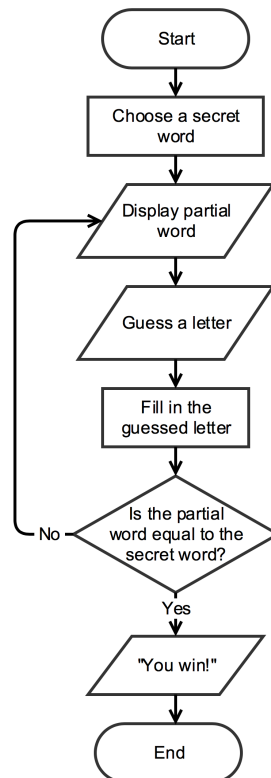 Start
Choose a secret
word
Display partial
word
Guess a letter
Fill in the
guessed letter
Is the partial
word equal to the
secret word?
No
Yes
"You win!"
End